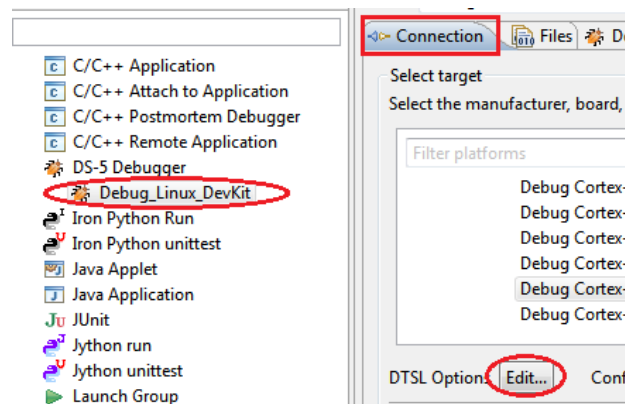 C/C++ Application
C/C++ Attach to Application
C/C++ Postmortem Debugger
C/C++ Remote Application
DS-5 Debugger
Debug_Linux_DevKit
Iron Python Run
Iron Python unittest
Java Applet
Java Application
JUnit
Jython run
Jython unittest
Launch Group
Connection
Files
Select target
Select the manufacturer, board,
Filter platforms
Debug Cortex-
Debug Cortex-
Debug Cortex-
Debug Cortex-
Debug Cortex-
Debug Cortex-
DTSL Options Edit...